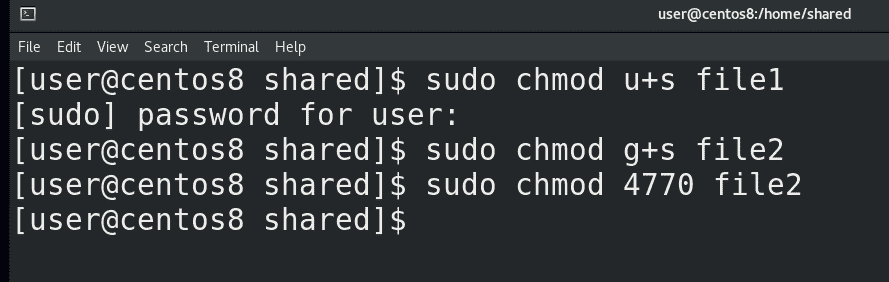 user@centos8:/home/shared
File Edit View Search Terminal Help
[user@centos8 shared]$ sudo chmod u+s file1
[sudo] password for user:
[user@centos8 shared]$ sudo chmod g+s file2
[user@centos8 shared]$ sudo chmod 4770 file2
[user@centos8 shared]$